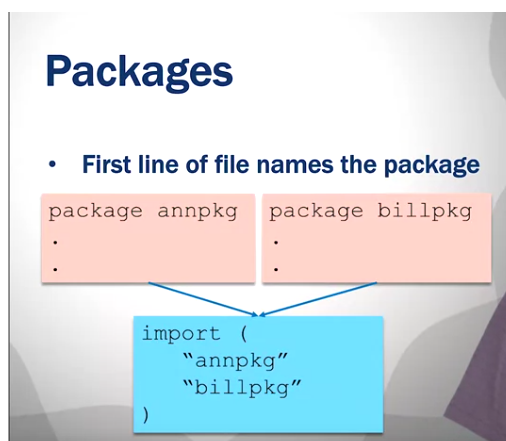 Packages
• First line of file names the package
package annpkg
.
.
package billpkg
.
.
import (
“annpkg”
“billpkg”
)